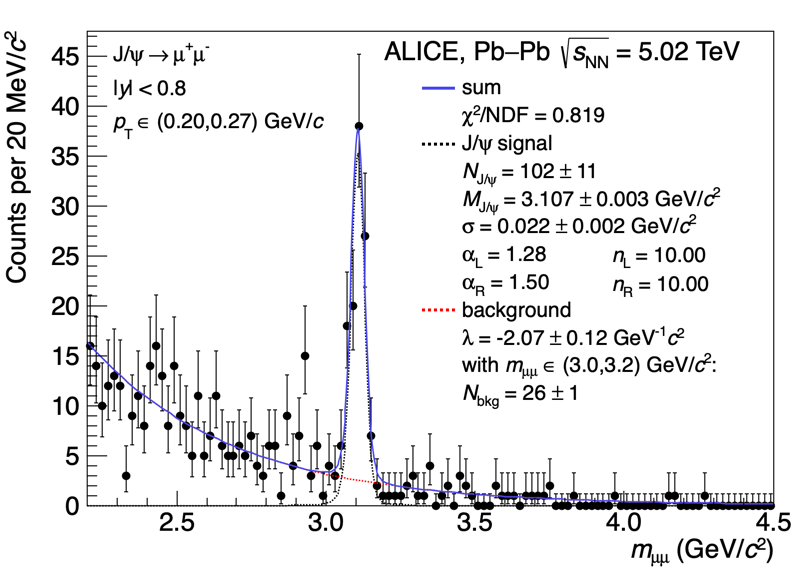 J/ψ → μ⁺μ⁻
|y| < 0.8
p_T ∈ (0.20,0.27) GeV/c
ALICE, Pb–Pb √s_NN = 5.02 TeV
sum
χ²/NDF = 0.819
J/ψ signal
N_J/ψ = 102 ± 11
M_J/ψ = 3.107 ± 0.003 GeV/c²
σ = 0.022 ± 0.002 GeV/c²
α_L = 1.28 n_L = 10.00
α_R = 1.50 n_R = 10.00
background
λ = -2.07 ± 0.12 GeV⁻¹c²
with m_μμ ∈ (3.0,3.2) GeV/c²:
N_bkg = 26 ± 1
Counts per 20 MeV/c²
45
40
35
30
25
20
15
10
5
0
2.5 3.0 3.5 4.0 4.5
m_μμ (GeV/c²)